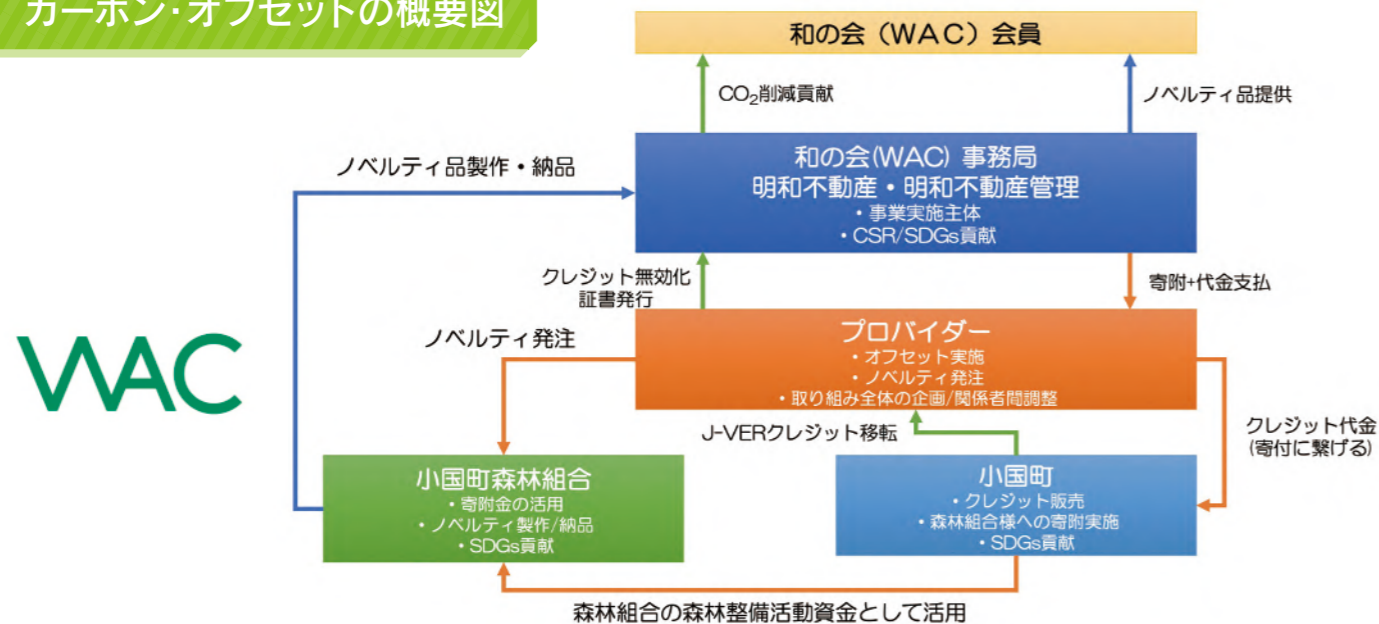 カーボン・オフセットの概要図
和の会（WAC）会員
CO₂削減貢献
ノベルティ品提供
ノベルティ品製作・納品
和の会(WAC) 事務局
明和不動産・明和不動産管理
・事業実施主体
・CSR/SDGs貢献
クレジット無効化
証書発行
寄附+代金支払
ノベルティ発注
プロバイダー
・オフセット実施
・ノベルティ発注
・取り組み全体の企画/関係者間調整
WAC
J-VERクレジット移転
クレジット代金
(寄付に繋げる)
小国町森林組合
・寄附金の活用
・ノベルティ製作/納品
・SDGs貢献
小国町
・クレジット販売
・森林組合様への寄附実施
・SDGs貢献
森林組合の森林整備活動資金として活用